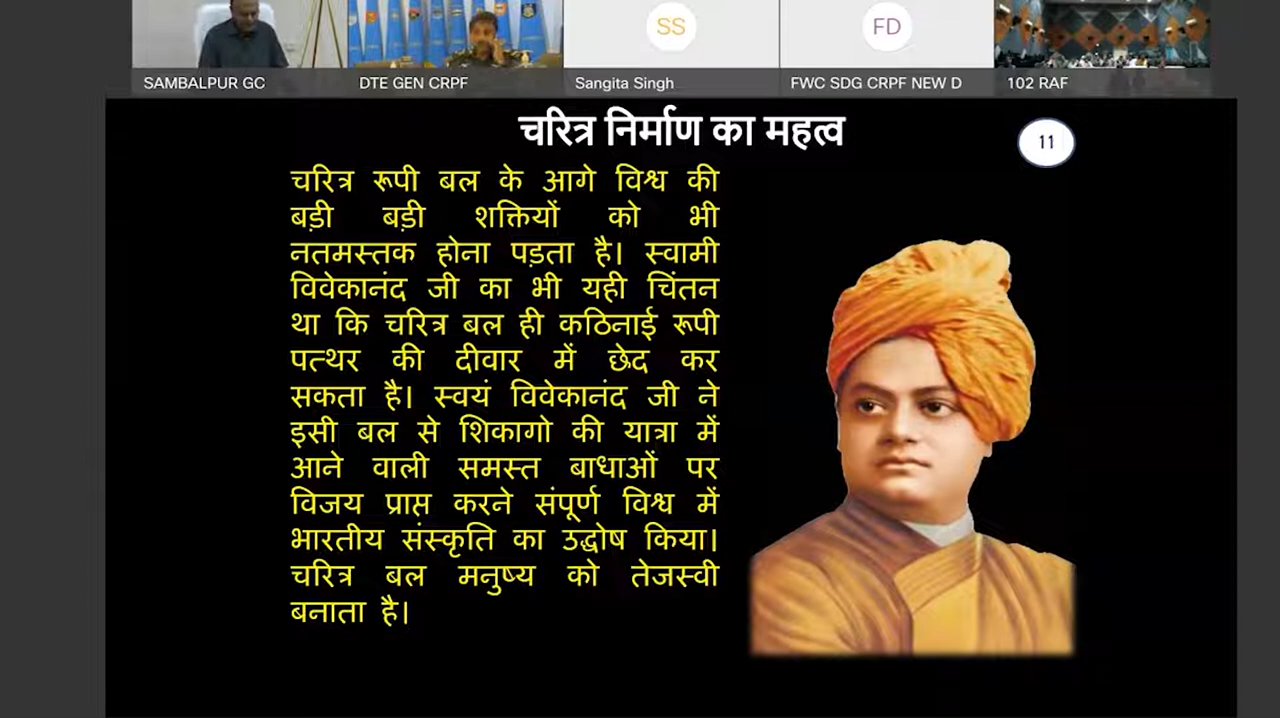 SS
FD
SAMBALPUR GC
DTE GEN CRPF
Sangita Singh
FWC SDG CRPF NEW D
102 RAF
चरित्र निर्माण का महत्व
11
चरित्र रूपी बल के आगे विश्व की
बड़ी बड़ी शक्तियों को भी
नतमस्तक होना पड़ता है। स्वामी
विवेकानंद जी का भी यही चिंतन
था कि चरित्र बल ही कठिनाई रूपी
पत्थर की दीवार में छेद कर
सकता है। स्वयं विवेकानंद जी ने
इसी बल से शिकागो की यात्रा में
आने वाली समस्त बाधाओं पर
विजय प्राप्त करने संपूर्ण विश्व में
भारतीय संस्कृति का उद्घोष किया।
चरित्र बल मनुष्य को तेजस्वी
बनाता है।